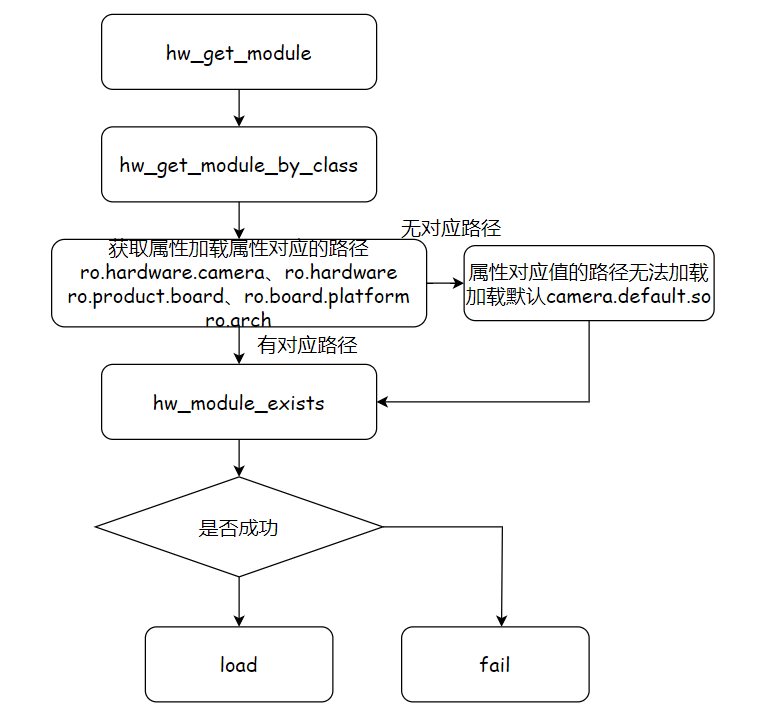 hw_get_module
hw_get_module_by_class
获取属性加载属性对应的路径
ro.hardware.camera、ro.hardware
ro.product.board、ro.board.platform
ro.arch
无对应路径
属性对应值的路径无法加载
加载默认camera.default.so
有对应路径
hw_module_exists
是否成功
load
fail